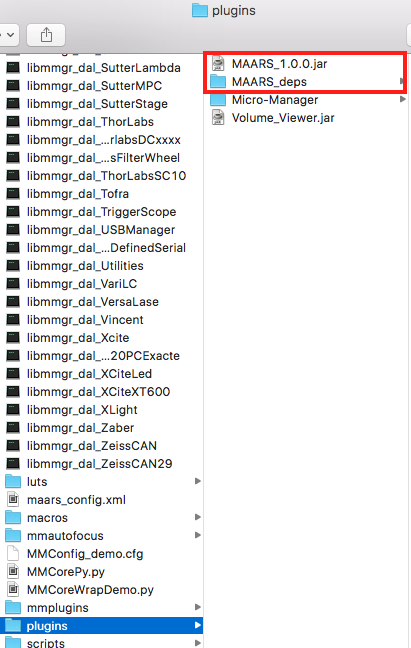 plugins
libmmgr_dal_SutterLambda
libmmgr_dal_SutterMPC
libmmgr_dal_SutterStage
libmmgr_dal_ThorLabs
libmmgr_dal_...rlabsDCxxxx
libmmgr_dal_...sFilterWheel
libmmgr_dal_ThorLabsSC10
libmmgr_dal_Tofra
libmmgr_dal_TriggerScope
libmmgr_dal_USBManager
libmmgr_dal_...DefinedSerial
libmmgr_dal_Utilities
libmmgr_dal_VariLC
libmmgr_dal_VersaLase
libmmgr_dal_Vincent
libmmgr_dal_Xcite
libmmgr_dal_...20PCExacte
libmmgr_dal_XCiteLed
libmmgr_dal_XCiteXT600
libmmgr_dal_XLight
libmmgr_dal_Zaber
libmmgr_dal_ZeissCAN
libmmgr_dal_ZeissCAN29
luts
maars_config.xml
macros
mmautofocus
MMConfig_demo.cfg
MMCorePy.py
MMCoreWrapDemo.py
mmplugins
plugins
scripts
MAARS_1.0.0.jar
MAARS_deps
Micro-Manager
Volume_Viewer.jar